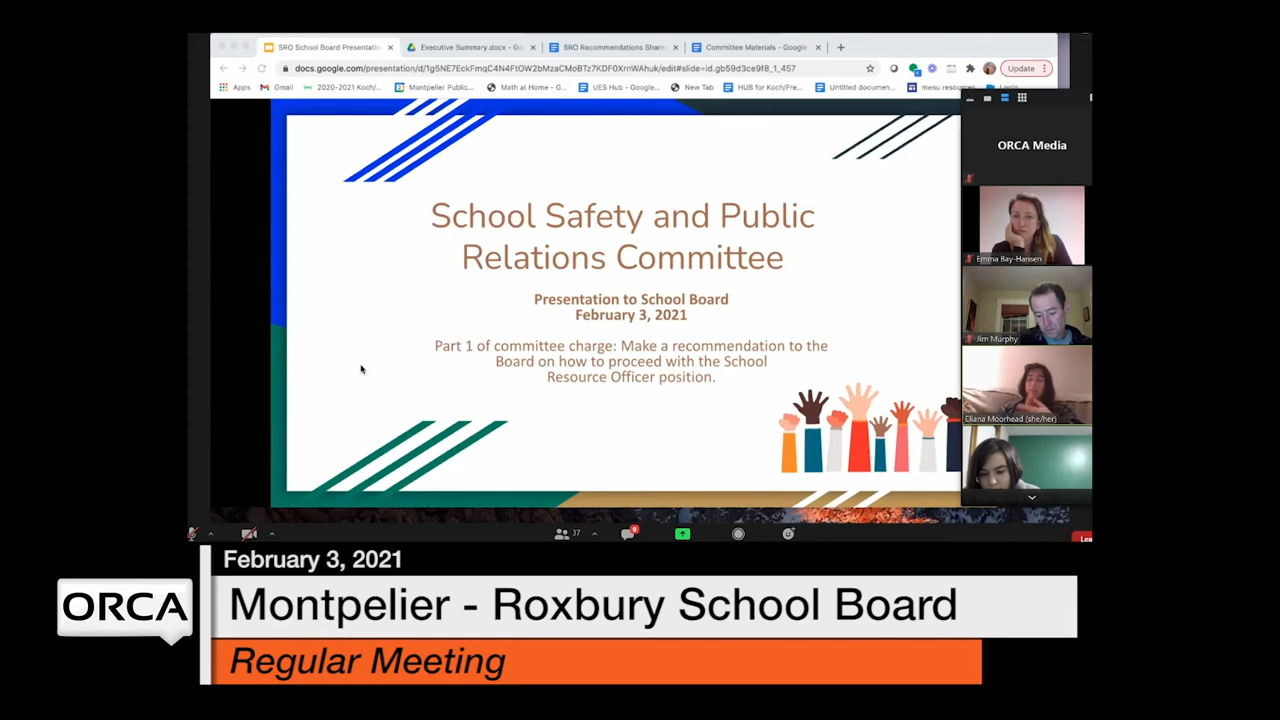 SRO School Board Presentatio
Executive Summary.docx - Go
SRO Recommendations Share
Committee Materials - Google
docs.google.com/presentation/d/1g5NE7EckFmqC4N4FtOW2bMzaCMoBTz7KDF0XrnWAhuk/edit#slide=id.gb59d3ce9f8_1_457
Update
Apps
Gmail
2020-2021 Koch/...
Montpelier Public...
Math at Home - G...
UES Hub - Google...
New Tab
HUB for Koch/Fre...
Untitled documen...
menu resources
Login
ORCA Media
School Safety and Public
Relations Committee
Emma Bay-Hansen
Presentation to School Board
February 3, 2021
Jim Murphy
Part 1 of committee charge: Make a recommendation to the
Board on how to proceed with the School
Resource Officer position.
Eliana Moorhead (she/her)
37
9
Lea
February 3, 2021
ORCA
Montpelier - Roxbury School Board
Regular Meeting